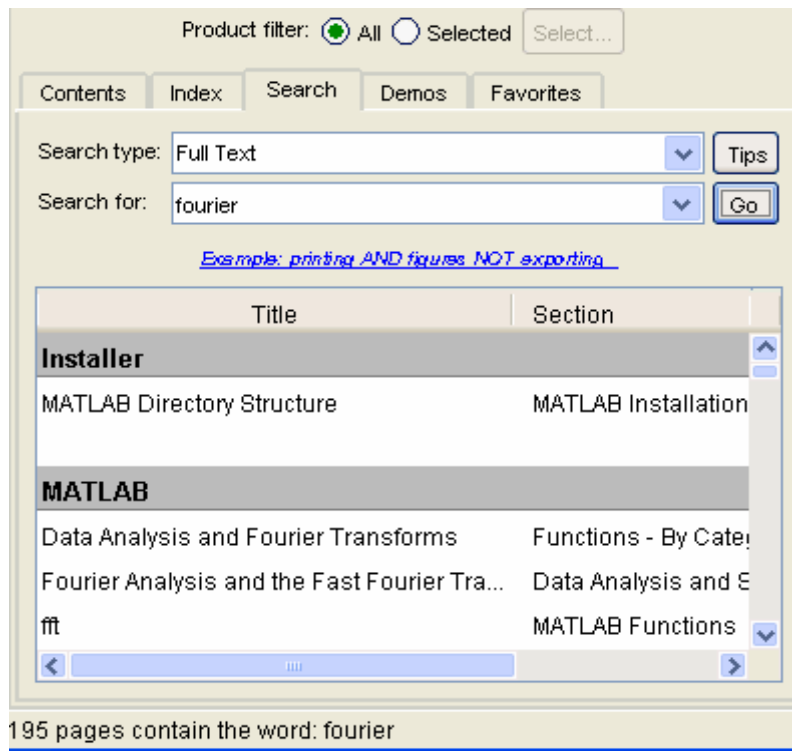 Product filter: All Selected Select...
Contents Index Search Demos Favorites
Search type: Full Text Tips
Search for: fourier Go
Example: printing AND figures NOT exporting
Title Section
Installer
MATLAB Directory Structure MATLAB Installation
MATLAB
Data Analysis and Fourier Transforms Functions - By Categ
Fourier Analysis and the Fast Fourier Tra... Data Analysis and S
fft MATLAB Functions
195 pages contain the word: fourier